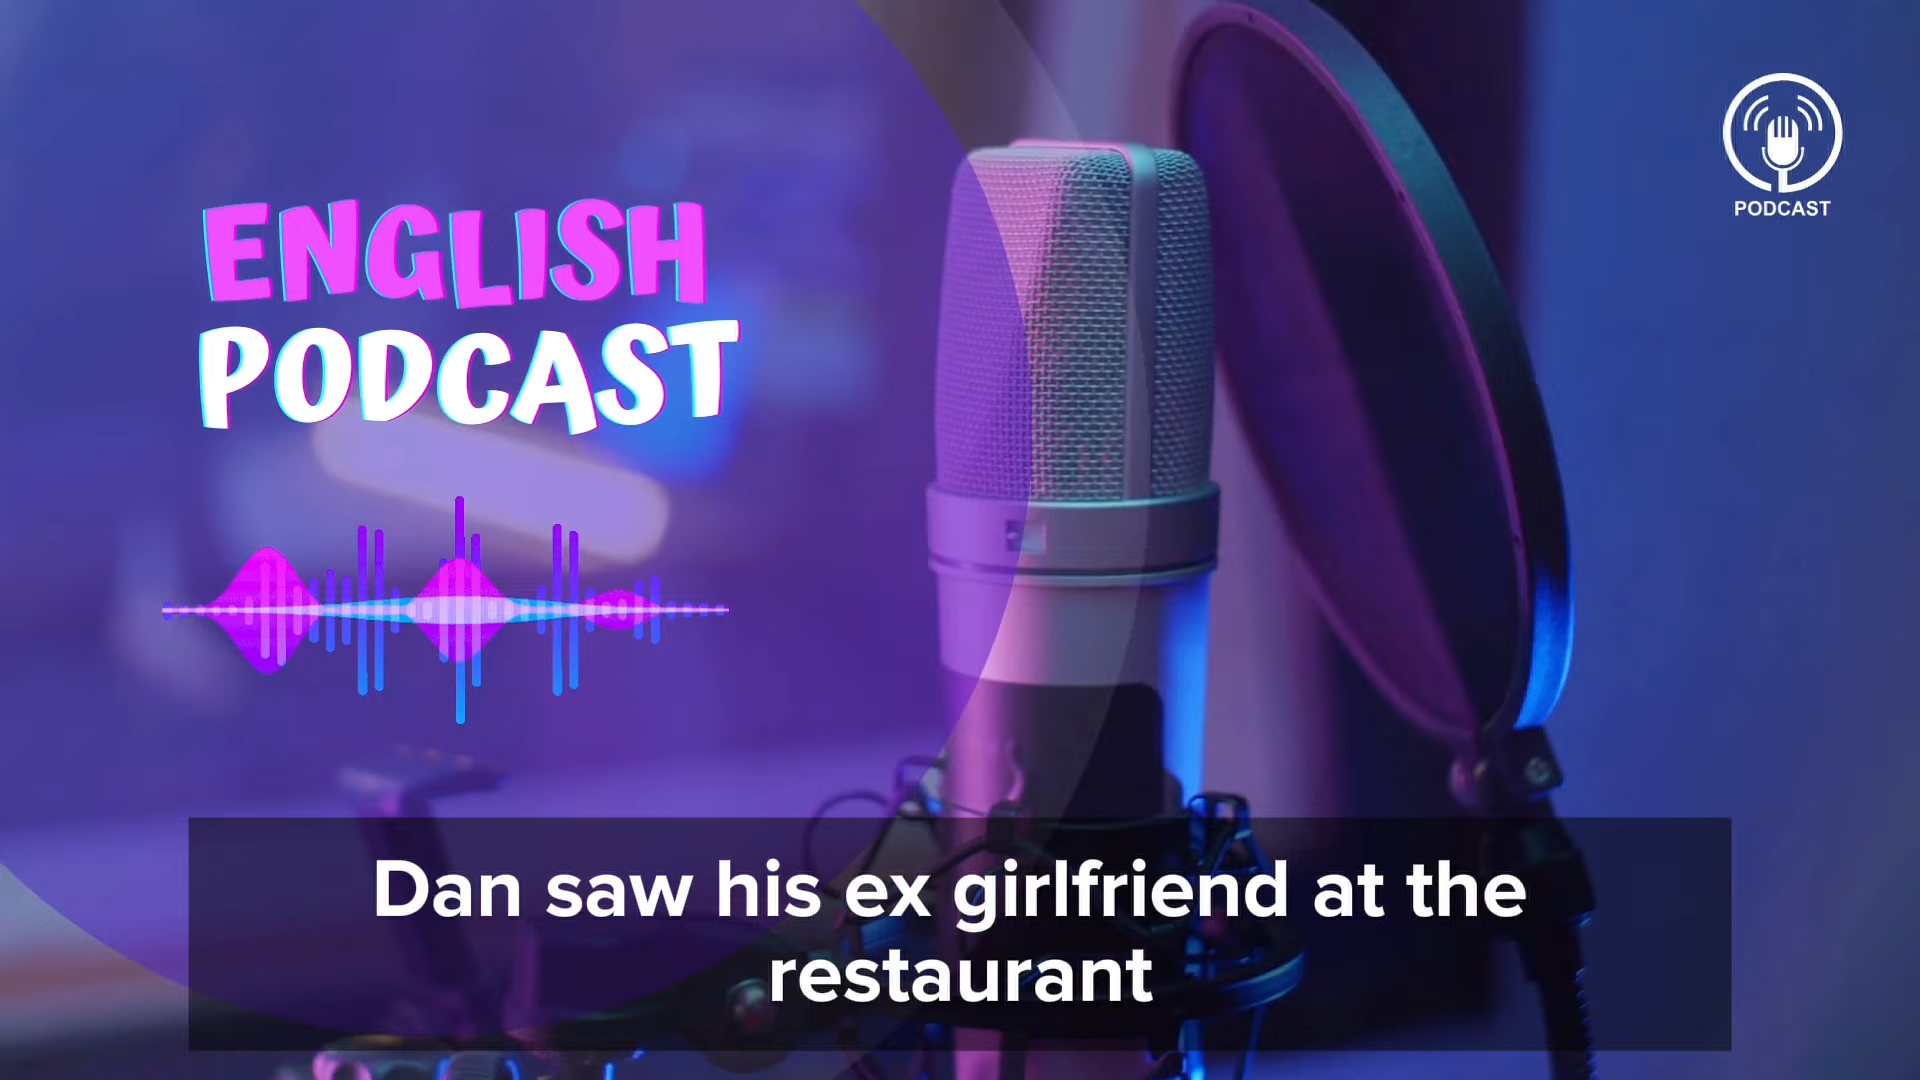 PODCAST
ENGLISH
PODCAST
Dan saw his ex girlfriend at the
restaurant